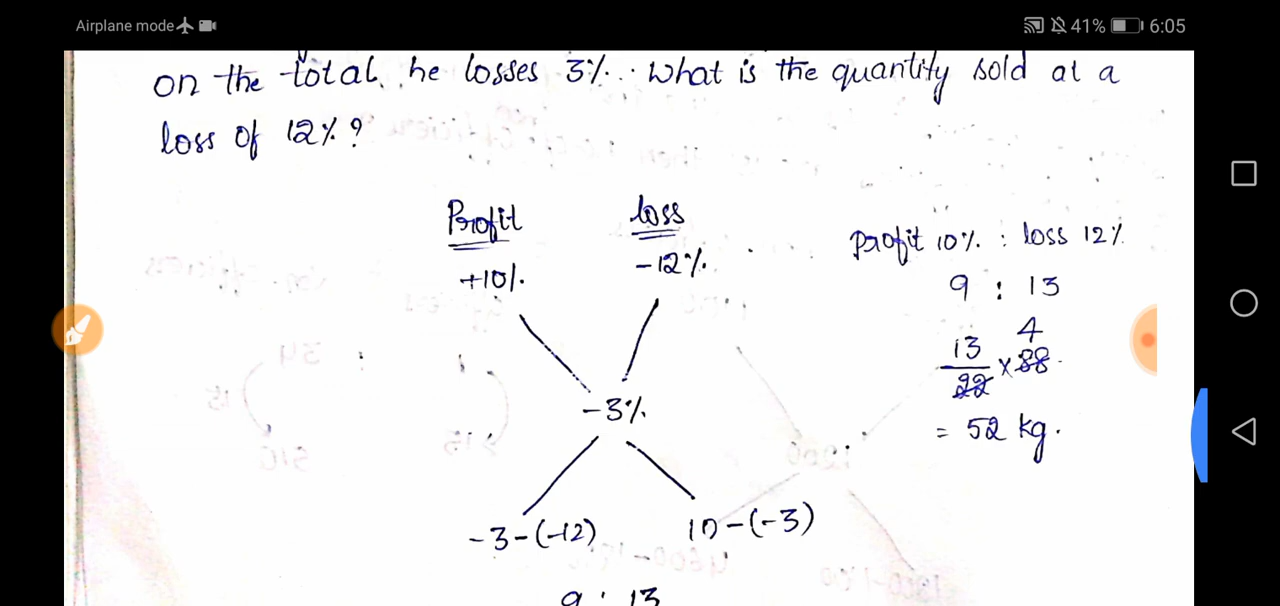 Airplane mode 41% 6:05
on the total he losses 3%. What is the quantity sold at a
loss of 12%?
Profit loss
+10% -12%
-3%
-3-(-12) 10-(-3)
9 : 13
Profit 10% : loss 12%
9 : 13
4
13/22 × 88
= 52 kg.